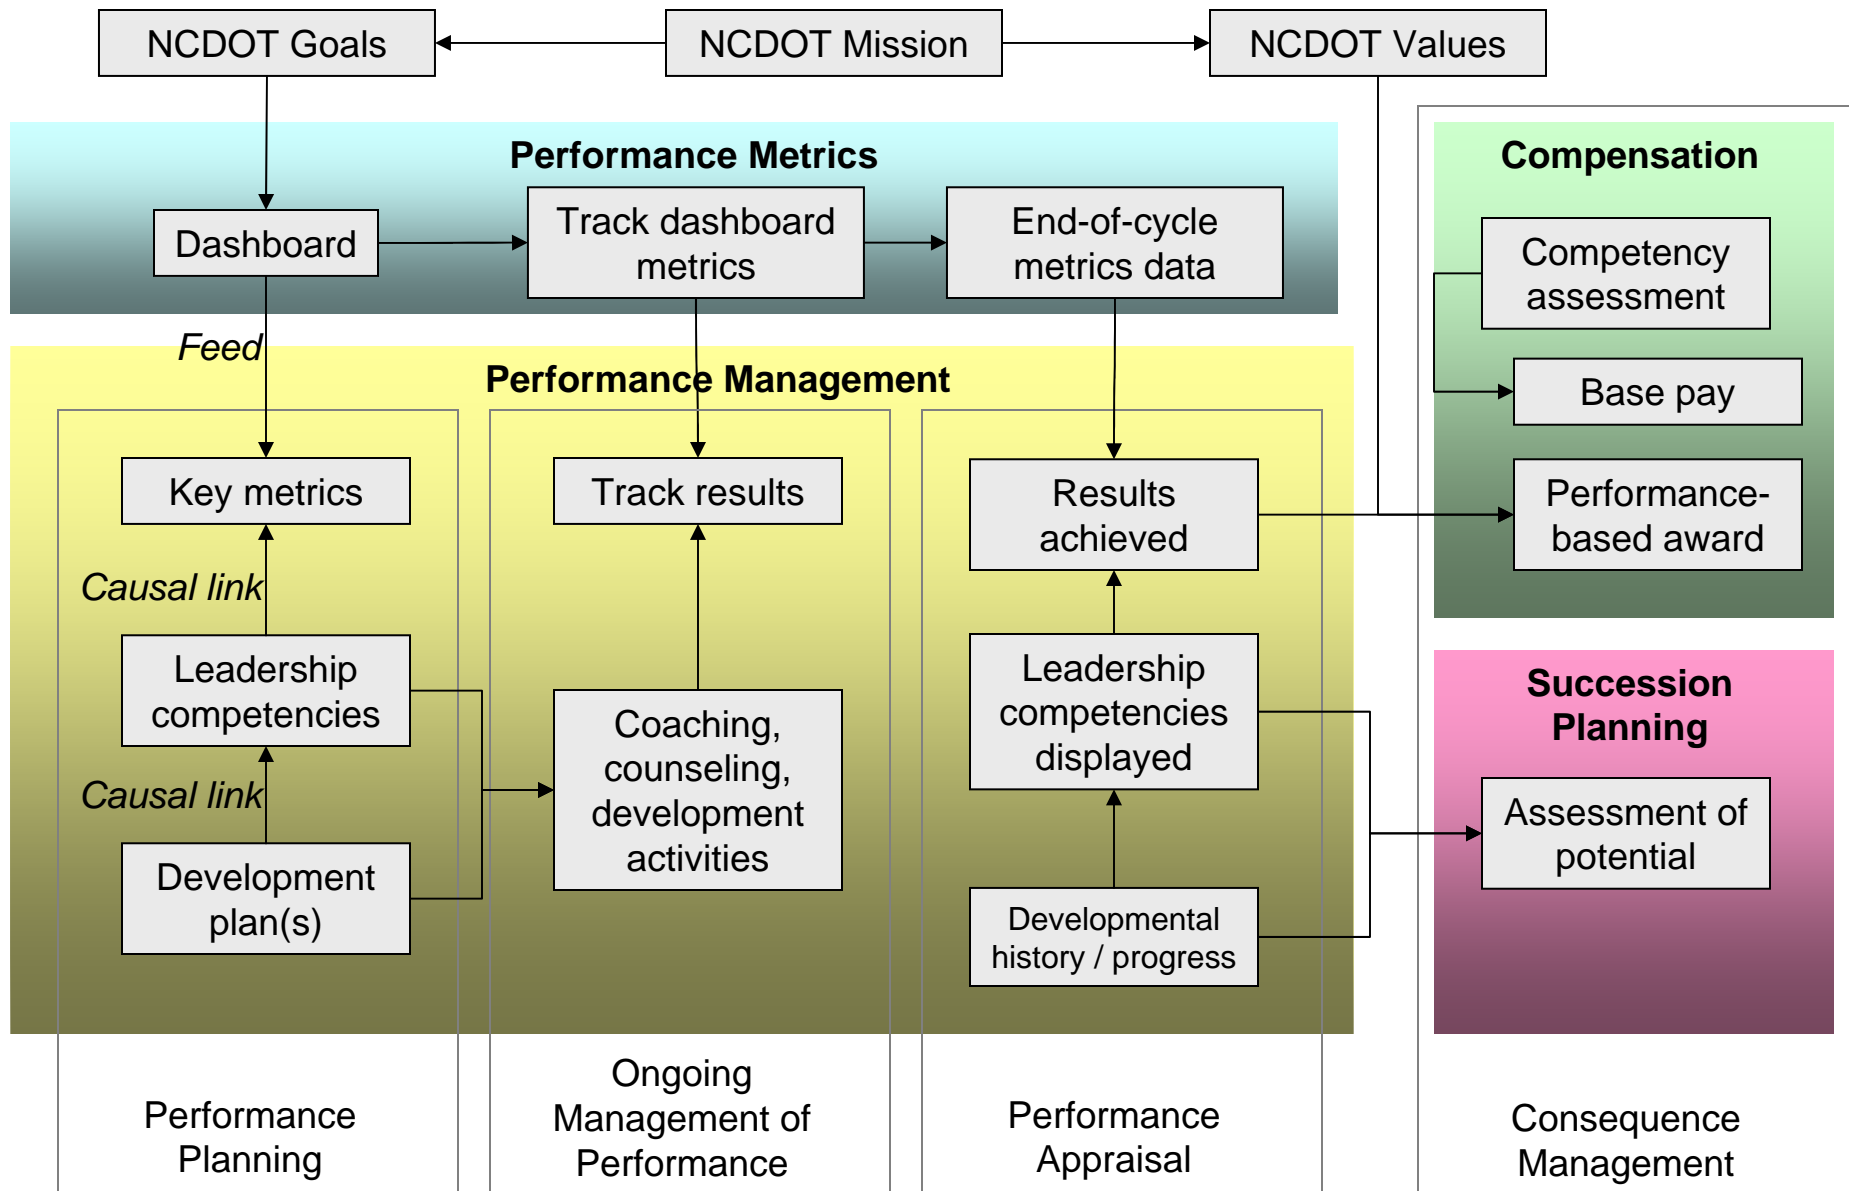 NCDOT Goals
NCDOT Mission
NCDOT Values
Performance Metrics
Dashboard
Track dashboard
metrics
End-of-cycle
metrics data
Feed
Performance Management
Key metrics
Causal link
Leadership
competencies
Causal link
Development
plan(s)
Performance
Planning
Track results
Coaching,
counseling,
development
activities
Ongoing
Management of
Performance
Results
achieved
Leadership
competencies
displayed
Developmental
history / progress
Performance
Appraisal
Compensation
Competency
assessment
Base pay
Performance-
based award
Succession
Planning
Assessment of
potential
Consequence
Management